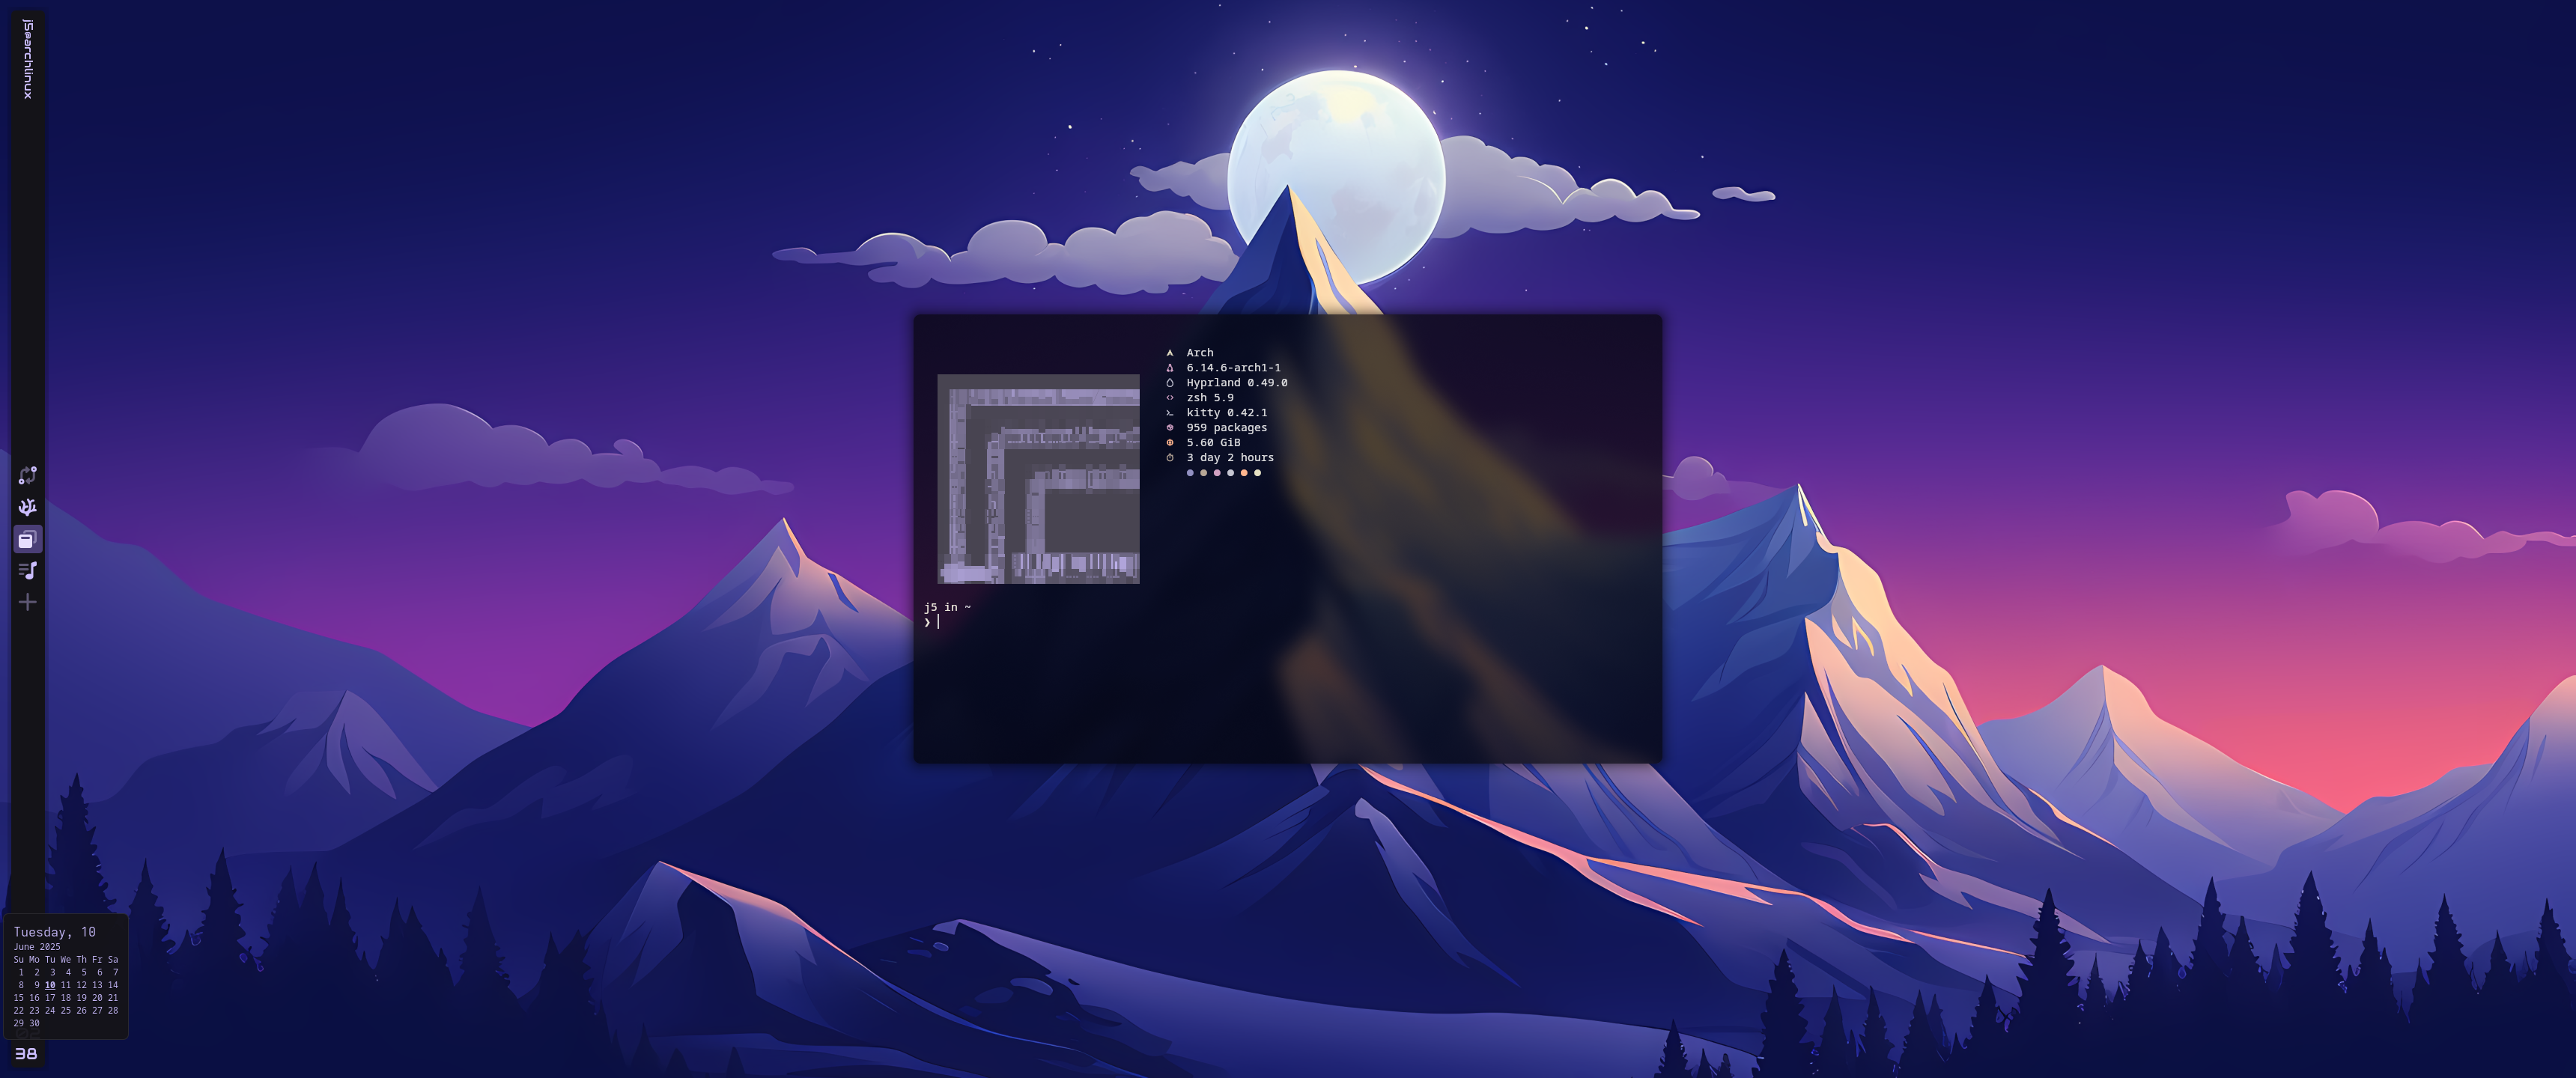 j5@archlinux
Arch
6.14.6-arch1-1
Hyprland 0.49.0
zsh 5.9
kitty 0.42.1
959 packages
5.60 GiB
3 day 2 hours
j5 in ~
❯
Tuesday, 10
June 2025
Su Mo Tu We Th Fr Sa
1 2 3 4 5 6 7
8 9 10 11 12 13 14
15 16 17 18 19 20 21
22 23 24 25 26 27 28
29 30
38